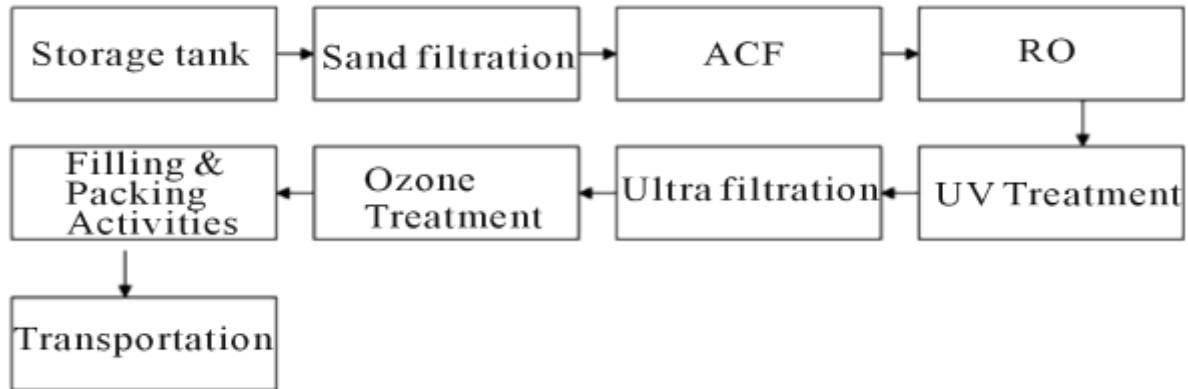 Storage tank
Sand filtration
ACF
RO
UV Treatment
Ultra filtration
Ozone
Treatment
Filling &
Packing
Activities
Transportation